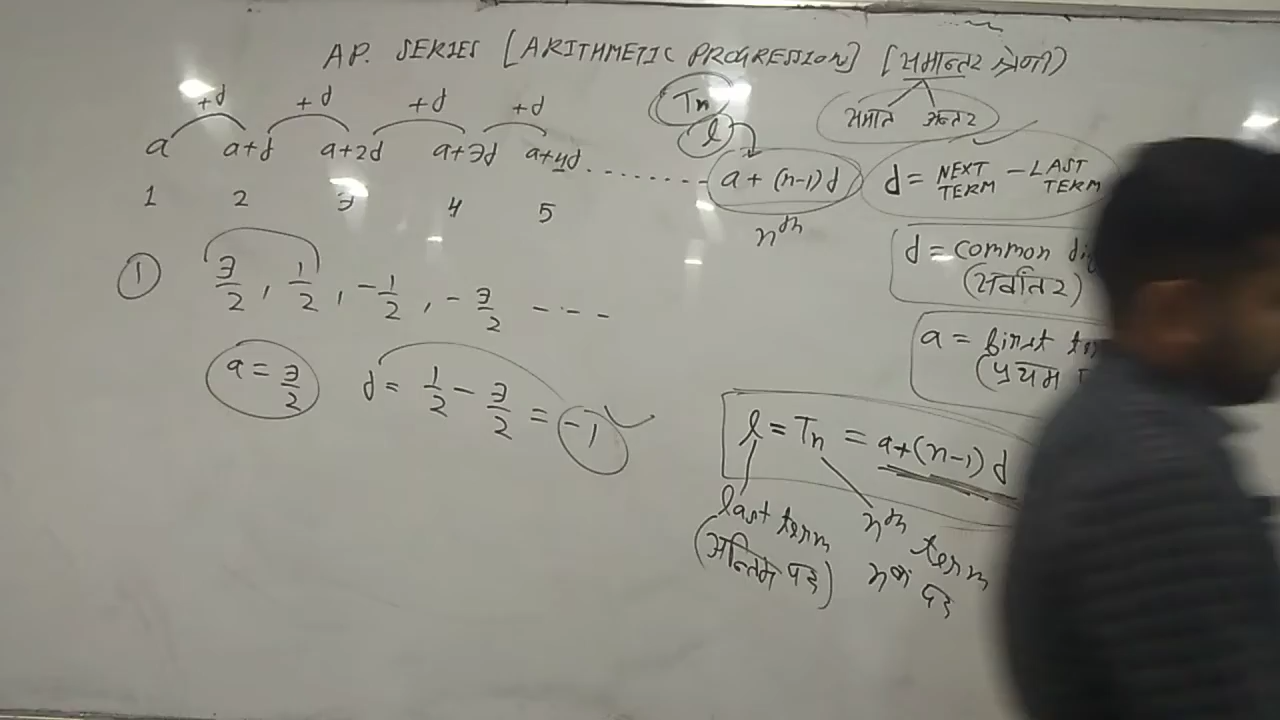 AP. SERIES [ARITHMETIC PROGRESSION] [समान्तर श्रेणी)
समान अन्तर
+d +d +d +d
Tn
l
a a+d a+2d a+3d a+4d ........ a + (n-1) d
1 2 3 4 5 nth
d = NEXT TERM - LAST TERM
d = common
(सर्वांतर)
a = first
(प्रथम
① 3/2, 1/2, -1/2, -3/2 ----
a = 3/2 d = 1/2 - 3/2 = -1
l = Tn = a+(n-1) d
last term
(अन्तिम पद)
nth term
nवां पद